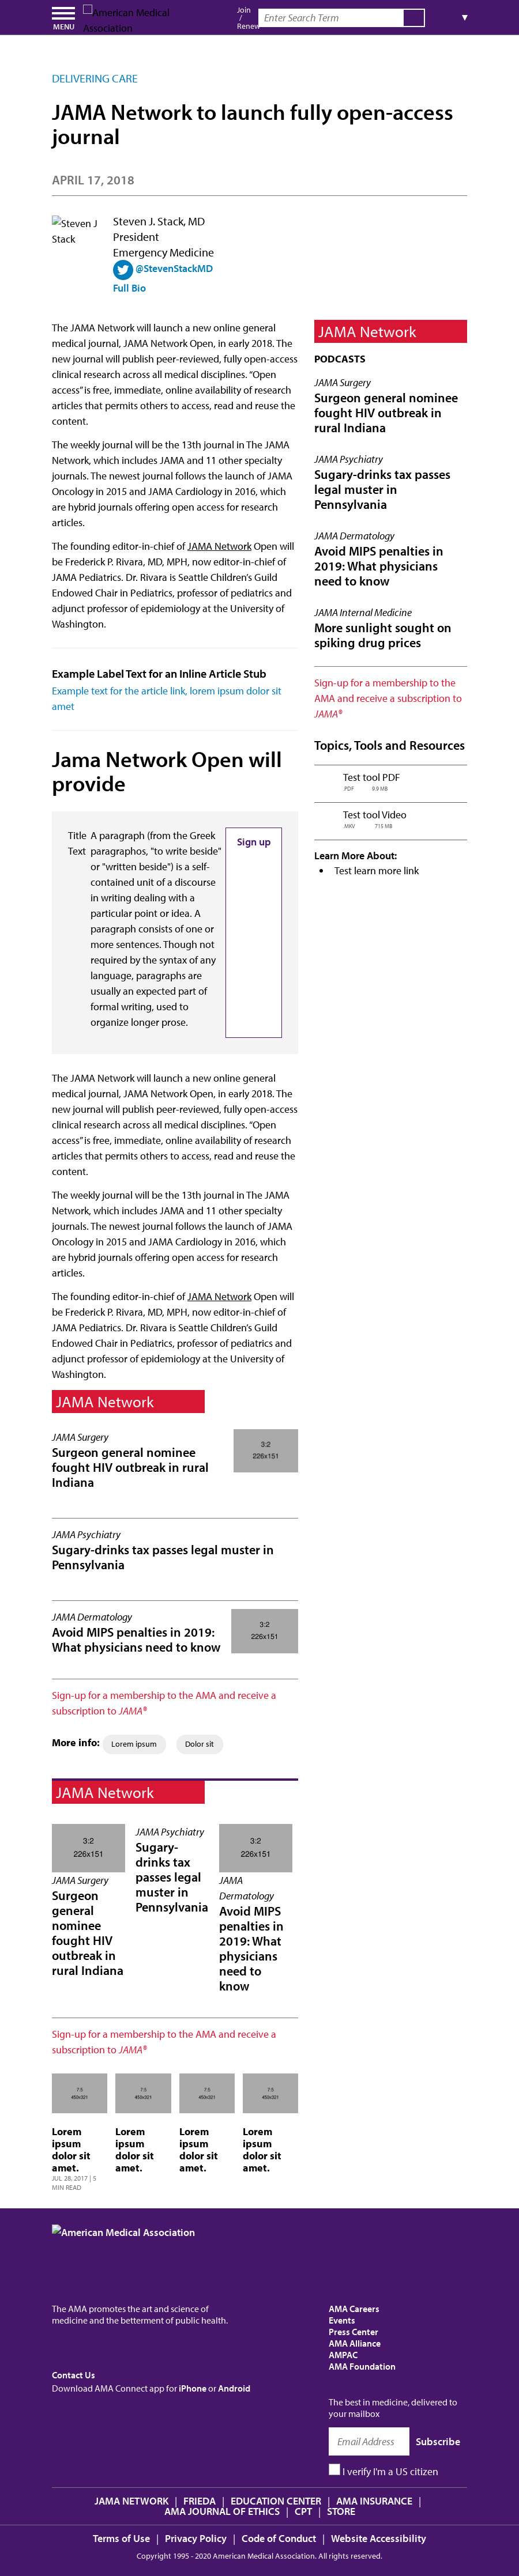 MENU
American Medical Association
Join
/
Renew
Enter Search Term
▼
DELIVERING CARE
JAMA Network to launch fully open-access
journal
APRIL 17, 2018
Steven J Stack
Steven J. Stack, MD
President
Emergency Medicine
@StevenStackMD
Full Bio
The JAMA Network will launch a new online general
medical journal, JAMA Network Open, in early 2018. The
new journal will publish peer-reviewed, fully open-access
clinical research across all medical disciplines. “Open
access” is free, immediate, online availability of research
articles that permits others to access, read and reuse the
content.
The weekly journal will be the 13th journal in The JAMA
Network, which includes JAMA and 11 other specialty
journals. The newest journal follows the launch of JAMA
Oncology in 2015 and JAMA Cardiology in 2016, which
are hybrid journals offering open access for research
articles.
The founding editor-in-chief of JAMA Network Open will
be Frederick P. Rivara, MD, MPH, now editor-in-chief of
JAMA Pediatrics. Dr. Rivara is Seattle Children’s Guild
Endowed Chair in Pediatrics, professor of pediatrics and
adjunct professor of epidemiology at the University of
Washington.
Example Label Text for an Inline Article Stub
Example text for the article link, lorem ipsum dolor sit
amet
Jama Network Open will
provide
Title Text
A paragraph (from the Greek
paragraphos, "to write beside"
or "written beside") is a self-
contained unit of a discourse
in writing dealing with a
particular point or idea. A
paragraph consists of one or
more sentences. Though not
required by the syntax of any
language, paragraphs are
usually an expected part of
formal writing, used to
organize longer prose.
Sign up
The JAMA Network will launch a new online general
medical journal, JAMA Network Open, in early 2018. The
new journal will publish peer-reviewed, fully open-access
clinical research across all medical disciplines. “Open
access” is free, immediate, online availability of research
articles that permits others to access, read and reuse the
content.
The weekly journal will be the 13th journal in The JAMA
Network, which includes JAMA and 11 other specialty
journals. The newest journal follows the launch of JAMA
Oncology in 2015 and JAMA Cardiology in 2016, which
are hybrid journals offering open access for research
articles.
The founding editor-in-chief of JAMA Network Open will
be Frederick P. Rivara, MD, MPH, now editor-in-chief of
JAMA Pediatrics. Dr. Rivara is Seattle Children’s Guild
Endowed Chair in Pediatrics, professor of pediatrics and
adjunct professor of epidemiology at the University of
Washington.
JAMA Network
JAMA Surgery
Surgeon general nominee
fought HIV outbreak in rural
Indiana
3:2
226x151
JAMA Psychiatry
Sugary-drinks tax passes legal muster in
Pennsylvania
JAMA Dermatology
Avoid MIPS penalties in 2019:
What physicians need to know
3:2
226x151
Sign-up for a membership to the AMA and receive a
subscription to JAMA®
More info: Lorem ipsum Dolor sit
JAMA Network
3:2
226x151
JAMA Surgery
Surgeon
general
nominee
fought HIV
outbreak in
rural Indiana
JAMA Psychiatry
Sugary-
drinks tax
passes legal
muster in
Pennsylvania
3:2
226x151
JAMA
Dermatology
Avoid MIPS
penalties in
2019: What
physicians
need to
know
Sign-up for a membership to the AMA and receive a
subscription to JAMA®
7:5
450x321
Lorem
ipsum
dolor sit
amet.
JUL 28, 2017 | 5
MIN READ
7:5
450x321
Lorem
ipsum
dolor sit
amet.
7:5
450x321
Lorem
ipsum
dolor sit
amet.
7:5
450x321
Lorem
ipsum
dolor sit
amet.
JAMA Network
PODCASTS
JAMA Surgery
Surgeon general nominee
fought HIV outbreak in
rural Indiana
JAMA Psychiatry
Sugary-drinks tax passes
legal muster in
Pennsylvania
JAMA Dermatology
Avoid MIPS penalties in
2019: What physicians
need to know
JAMA Internal Medicine
More sunlight sought on
spiking drug prices
Sign-up for a membership to the
AMA and receive a subscription to
JAMA®
Topics, Tools and Resources
Test tool PDF
PDF 9.9 MB
Test tool Video
MKV 715 MB
Learn More About:
• Test learn more link
American Medical Association
The AMA promotes the art and science of
medicine and the betterment of public health.
Contact Us
Download AMA Connect app for iPhone or Android
AMA Careers
Events
Press Center
AMA Alliance
AMPAC
AMA Foundation
The best in medicine, delivered to
your mailbox
Email Address
Subscribe
I verify I'm a US citizen
JAMA NETWORK | FRIEDA | EDUCATION CENTER | AMA INSURANCE |
AMA JOURNAL OF ETHICS | CPT | STORE
Terms of Use | Privacy Policy | Code of Conduct | Website Accessibility
Copyright 1995 - 2020 American Medical Association. All rights reserved.